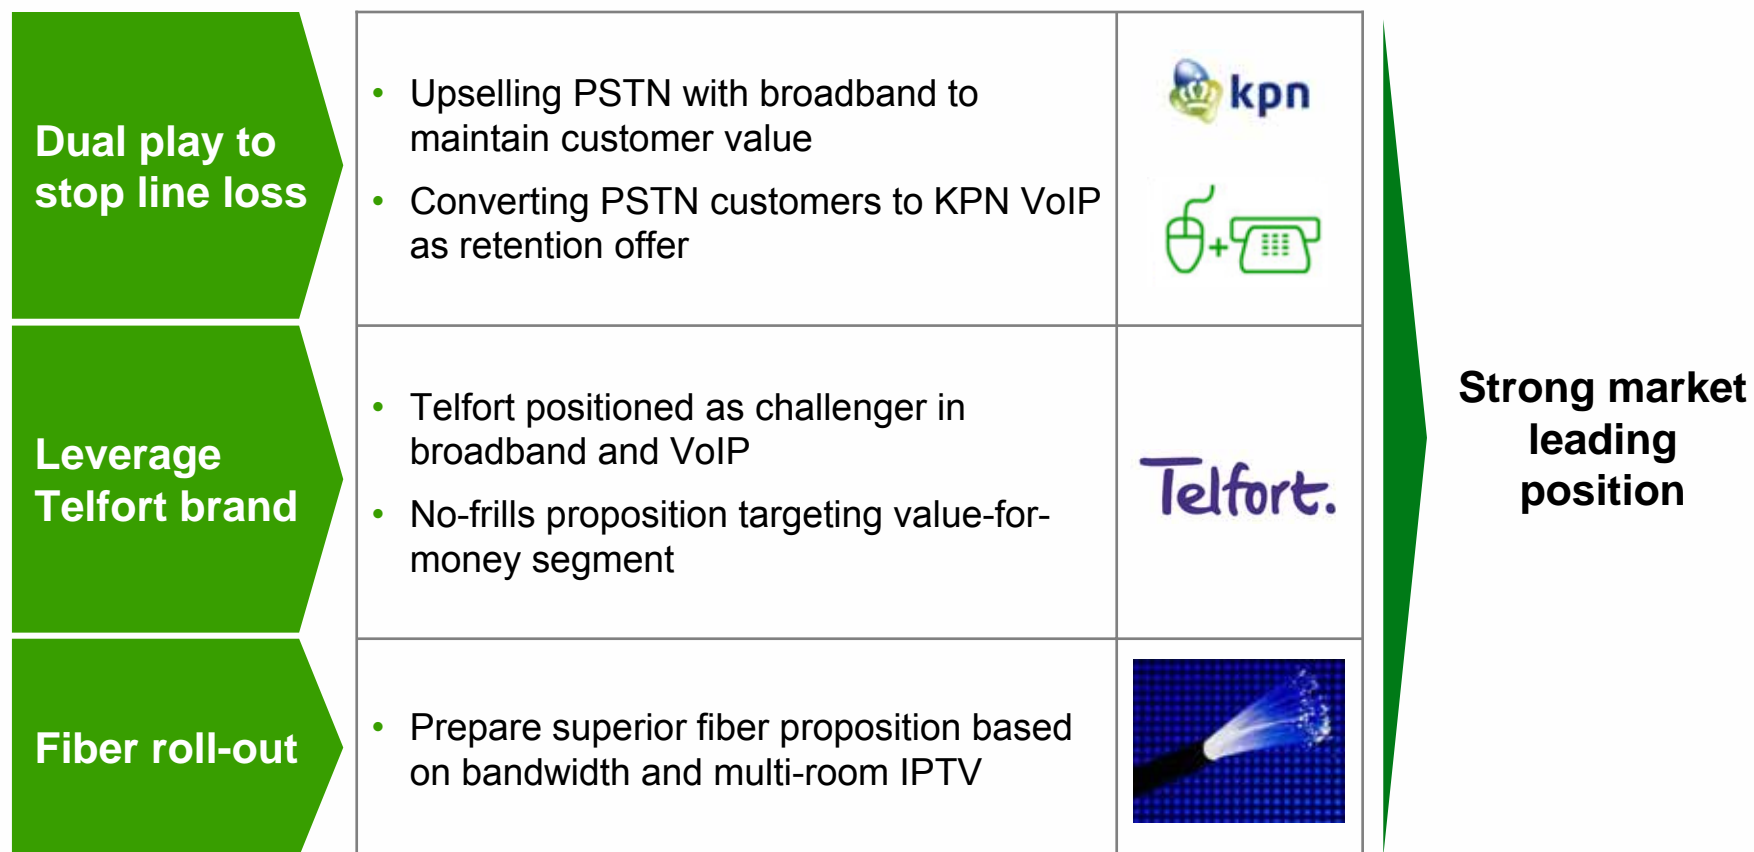 Dual play to
stop line loss
• Upselling PSTN with broadband to
maintain customer value
• Converting PSTN customers to KPN VoIP
as retention offer
kpn
+
Leverage
Telfort brand
• Telfort positioned as challenger in
broadband and VoIP
• No-frills proposition targeting value-for-
money segment
Telfort.
Fiber roll-out
• Prepare superior fiber proposition based
on bandwidth and multi-room IPTV
Strong market
leading
position